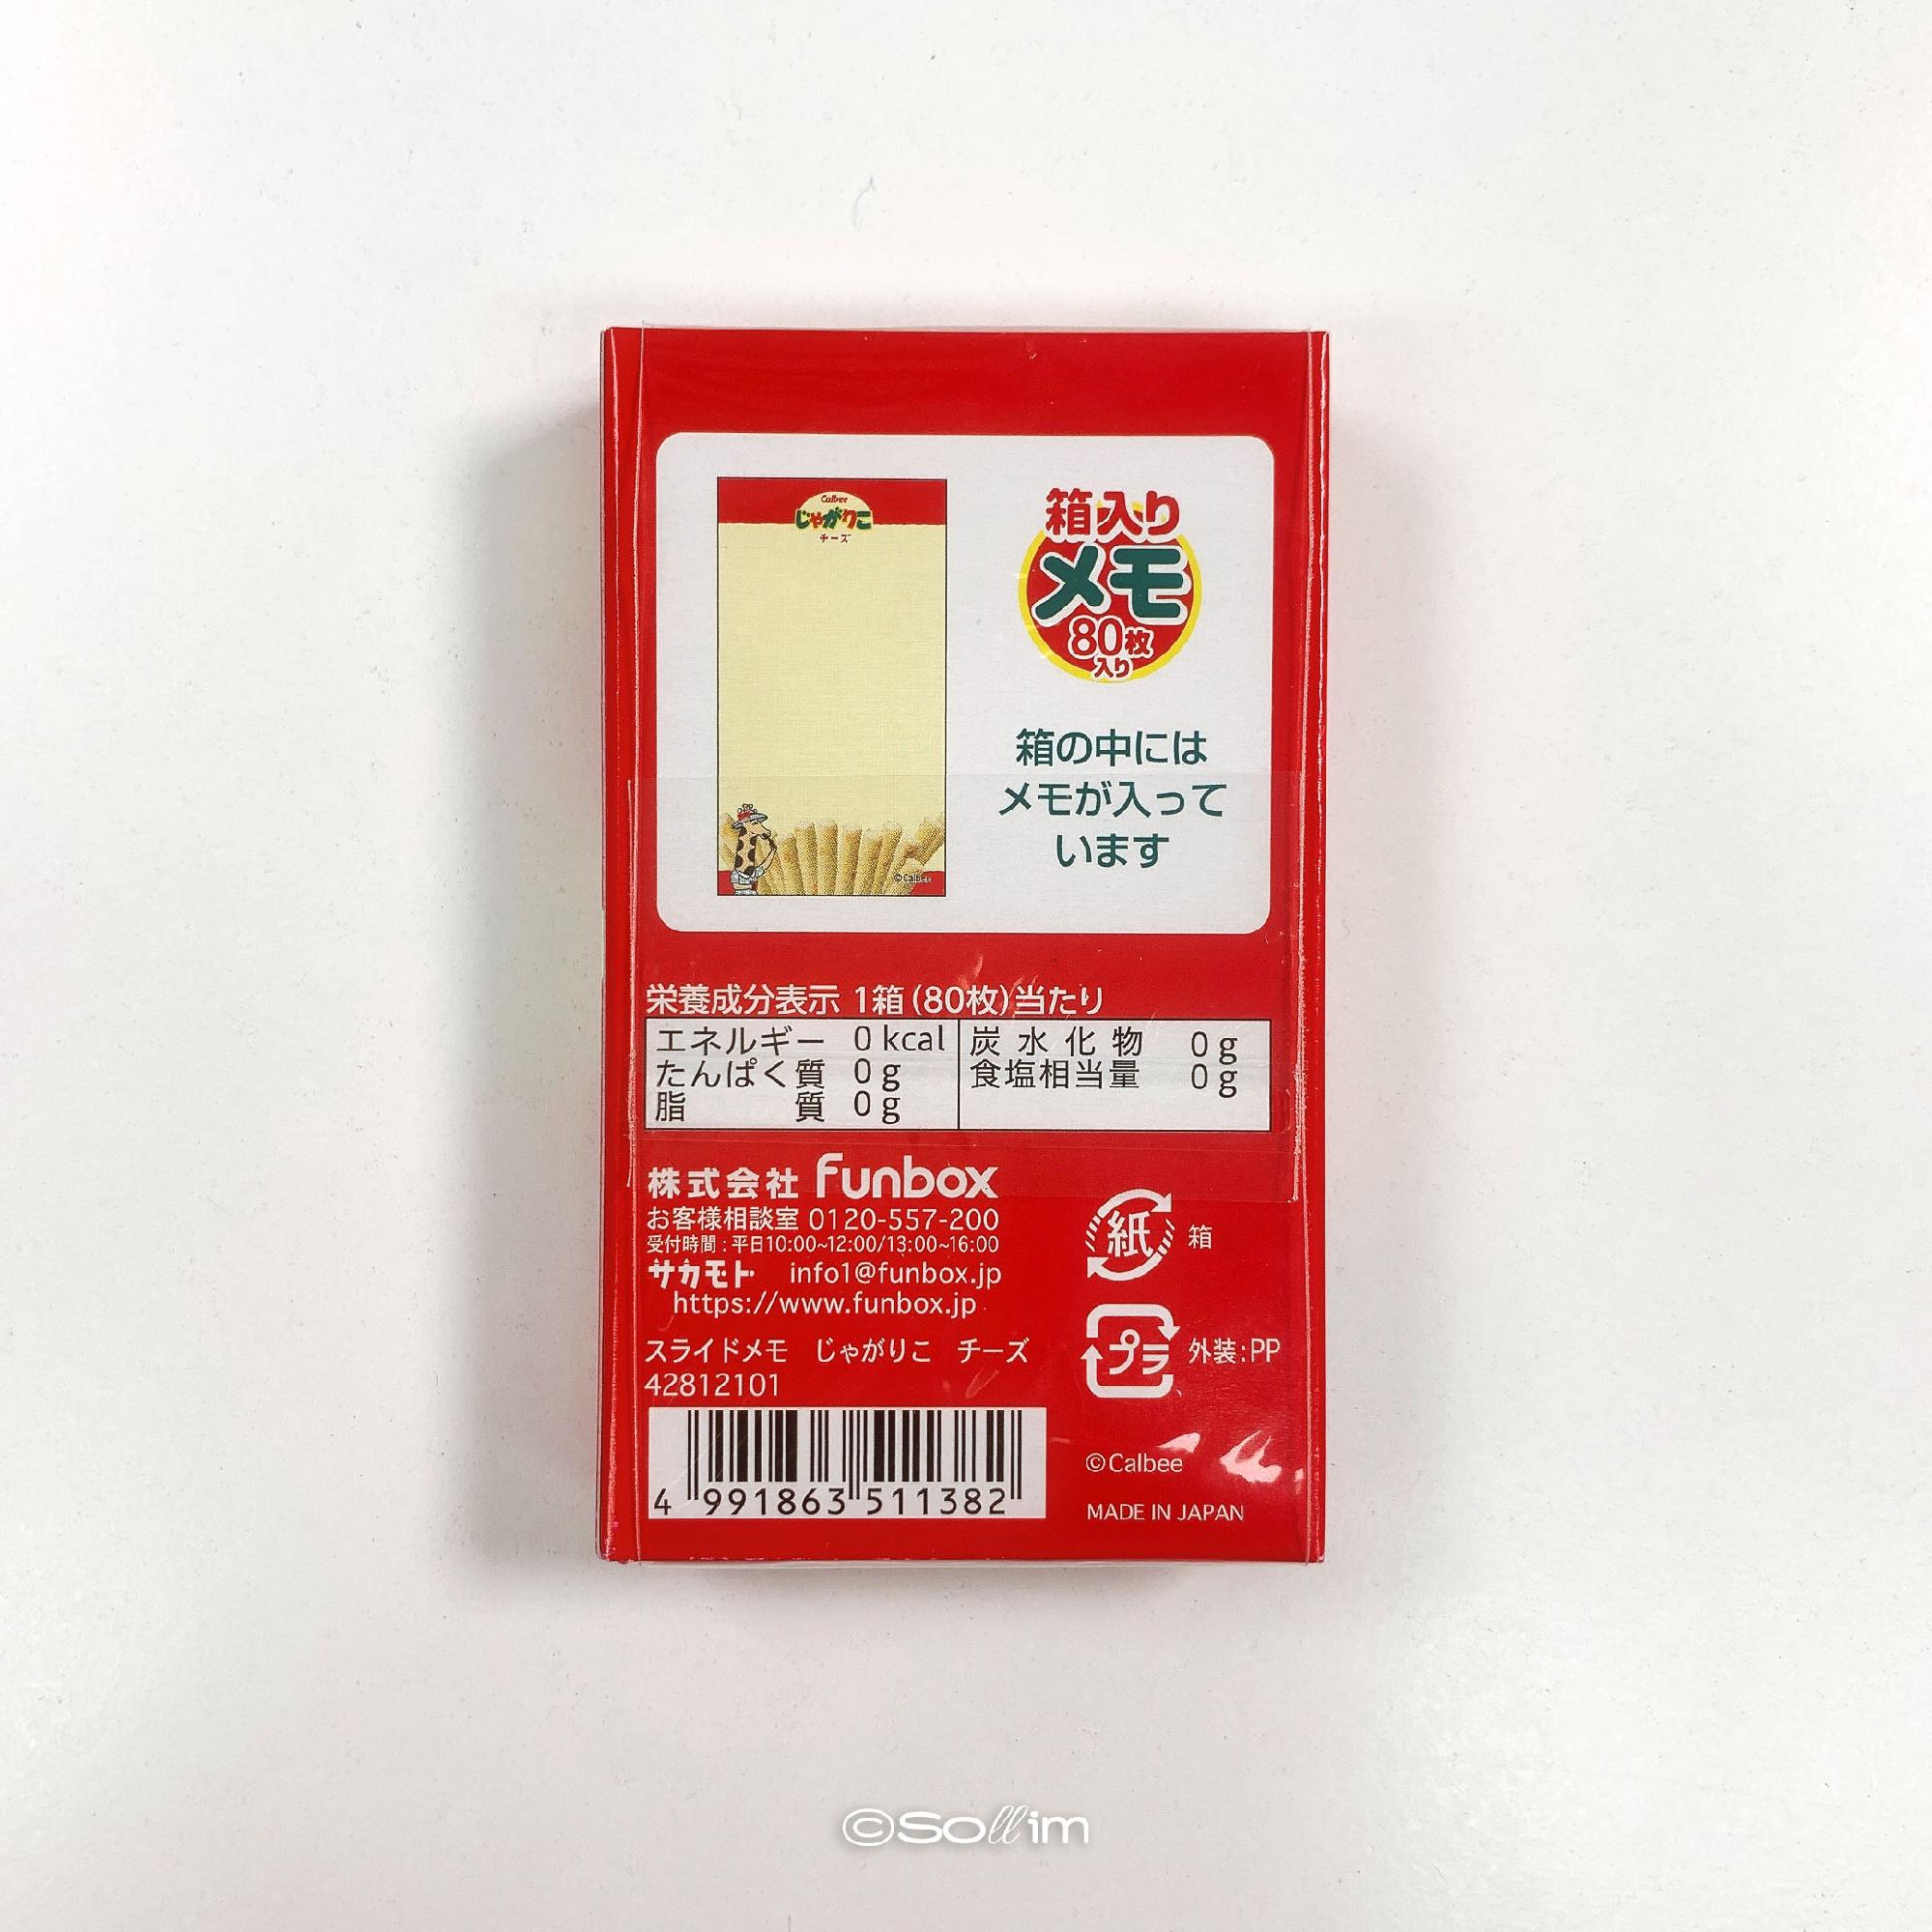 Calbee
じゃがりこ
チーズ
©Calbee
箱入り
メモ
80枚
入り
箱の中には
メモが入って
います
栄養成分表示 1箱(80枚)当たり
エネルギー 0 kcal
たんぱく質 0 g
脂質 0 g
炭水化物 0 g
食塩相当量 0 g
株式会社 Funbox
お客様相談室 0120-557-200
受付時間:平日10:00~12:00/13:00~16:00
サカモト info1@funbox.jp
https://www.funbox.jp
紙 箱
プラ 外装:PP
スライドメモ じゃがりこ チーズ
42812101
4 991863 511382
©Calbee
MADE IN JAPAN
©Sollim